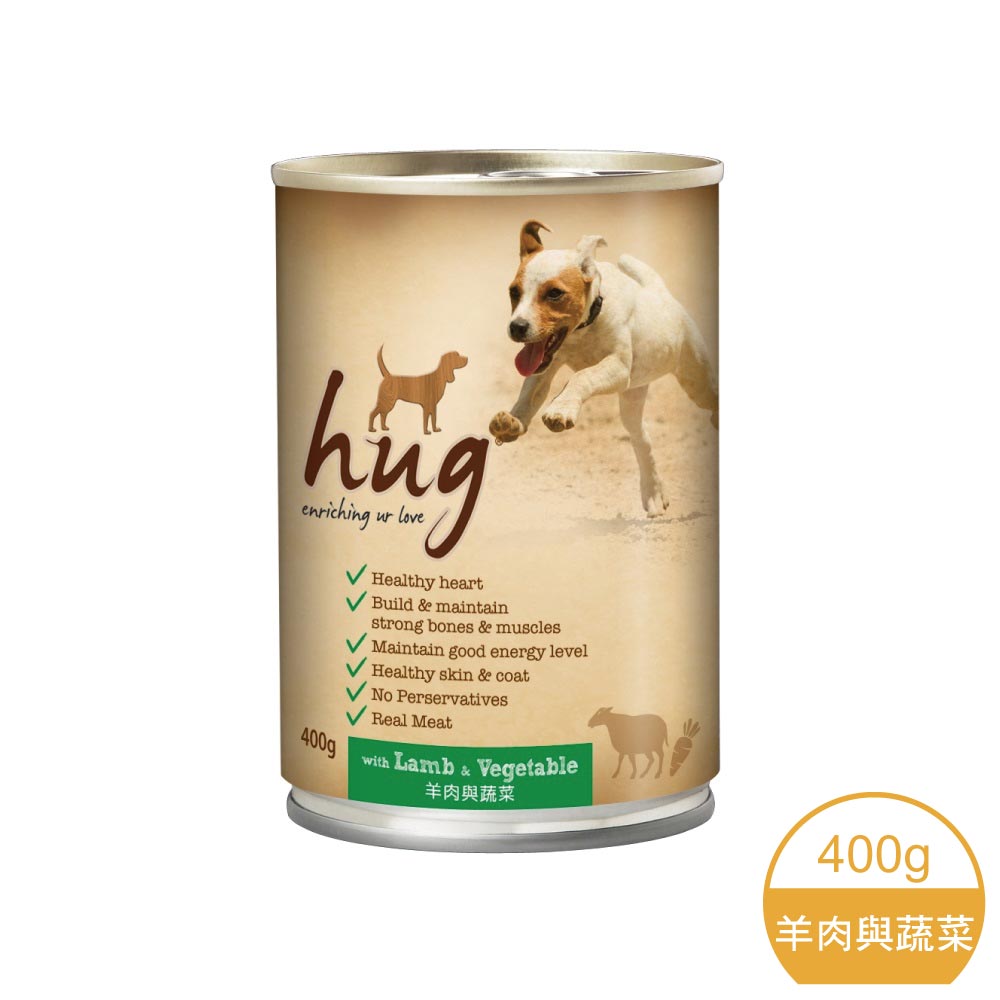 hug
enriching ur love
Healthy heart
Build & maintain
strong bones & muscles
Maintain good energy level
Healthy skin & coat
No Perservatives
Real Meat
400g
with Lamb & Vegetable
羊肉與蔬菜
400g
羊肉與蔬菜